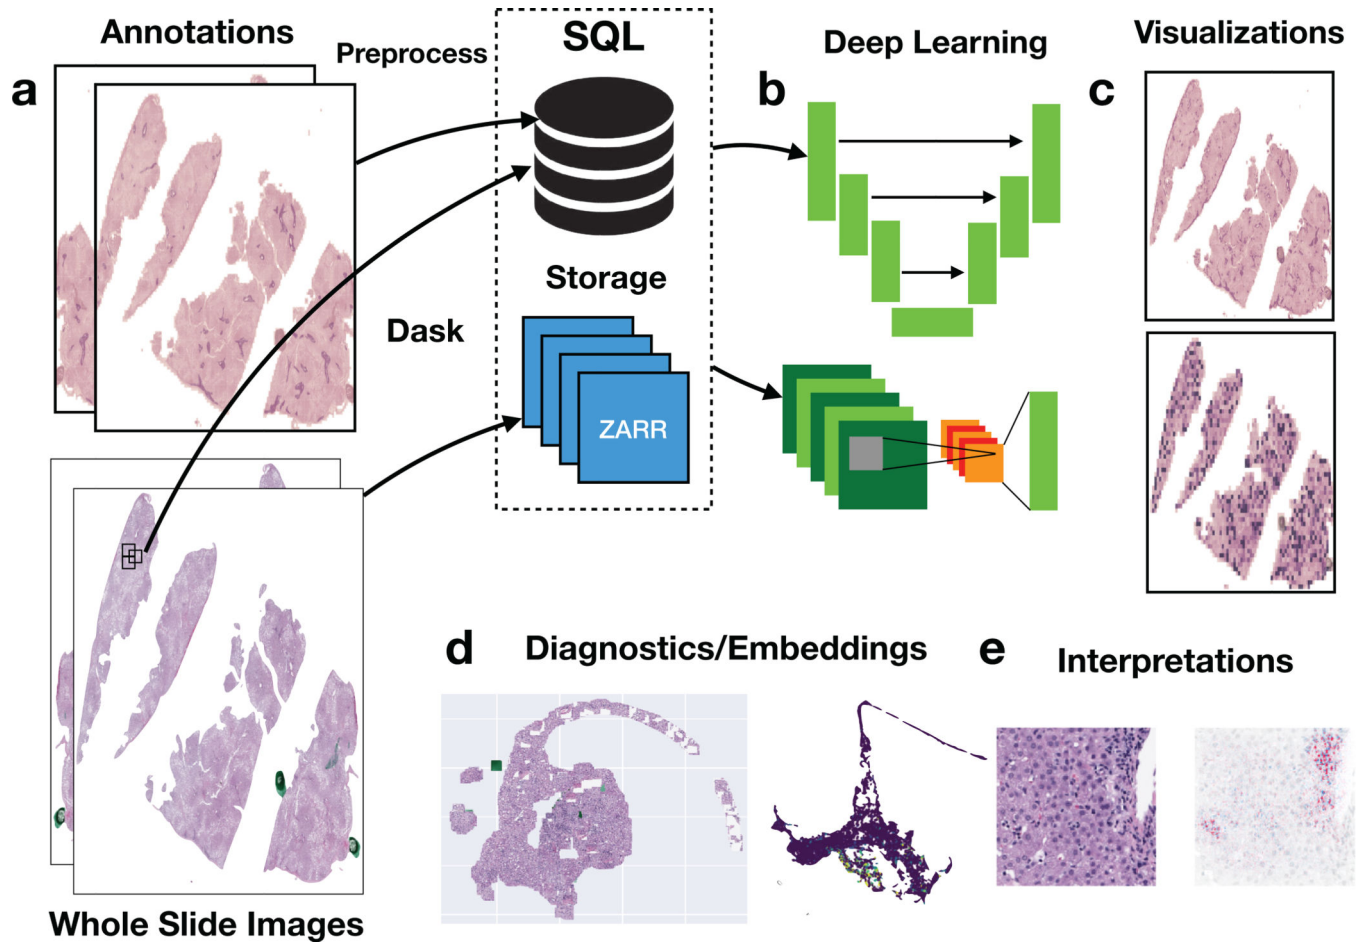 a
Annotations
Preprocess
SQL
Storage
Dask
ZARR
Whole Slide Images
b
Deep Learning
c
Visualizations
d
Diagnostics/Embeddings
e
Interpretations